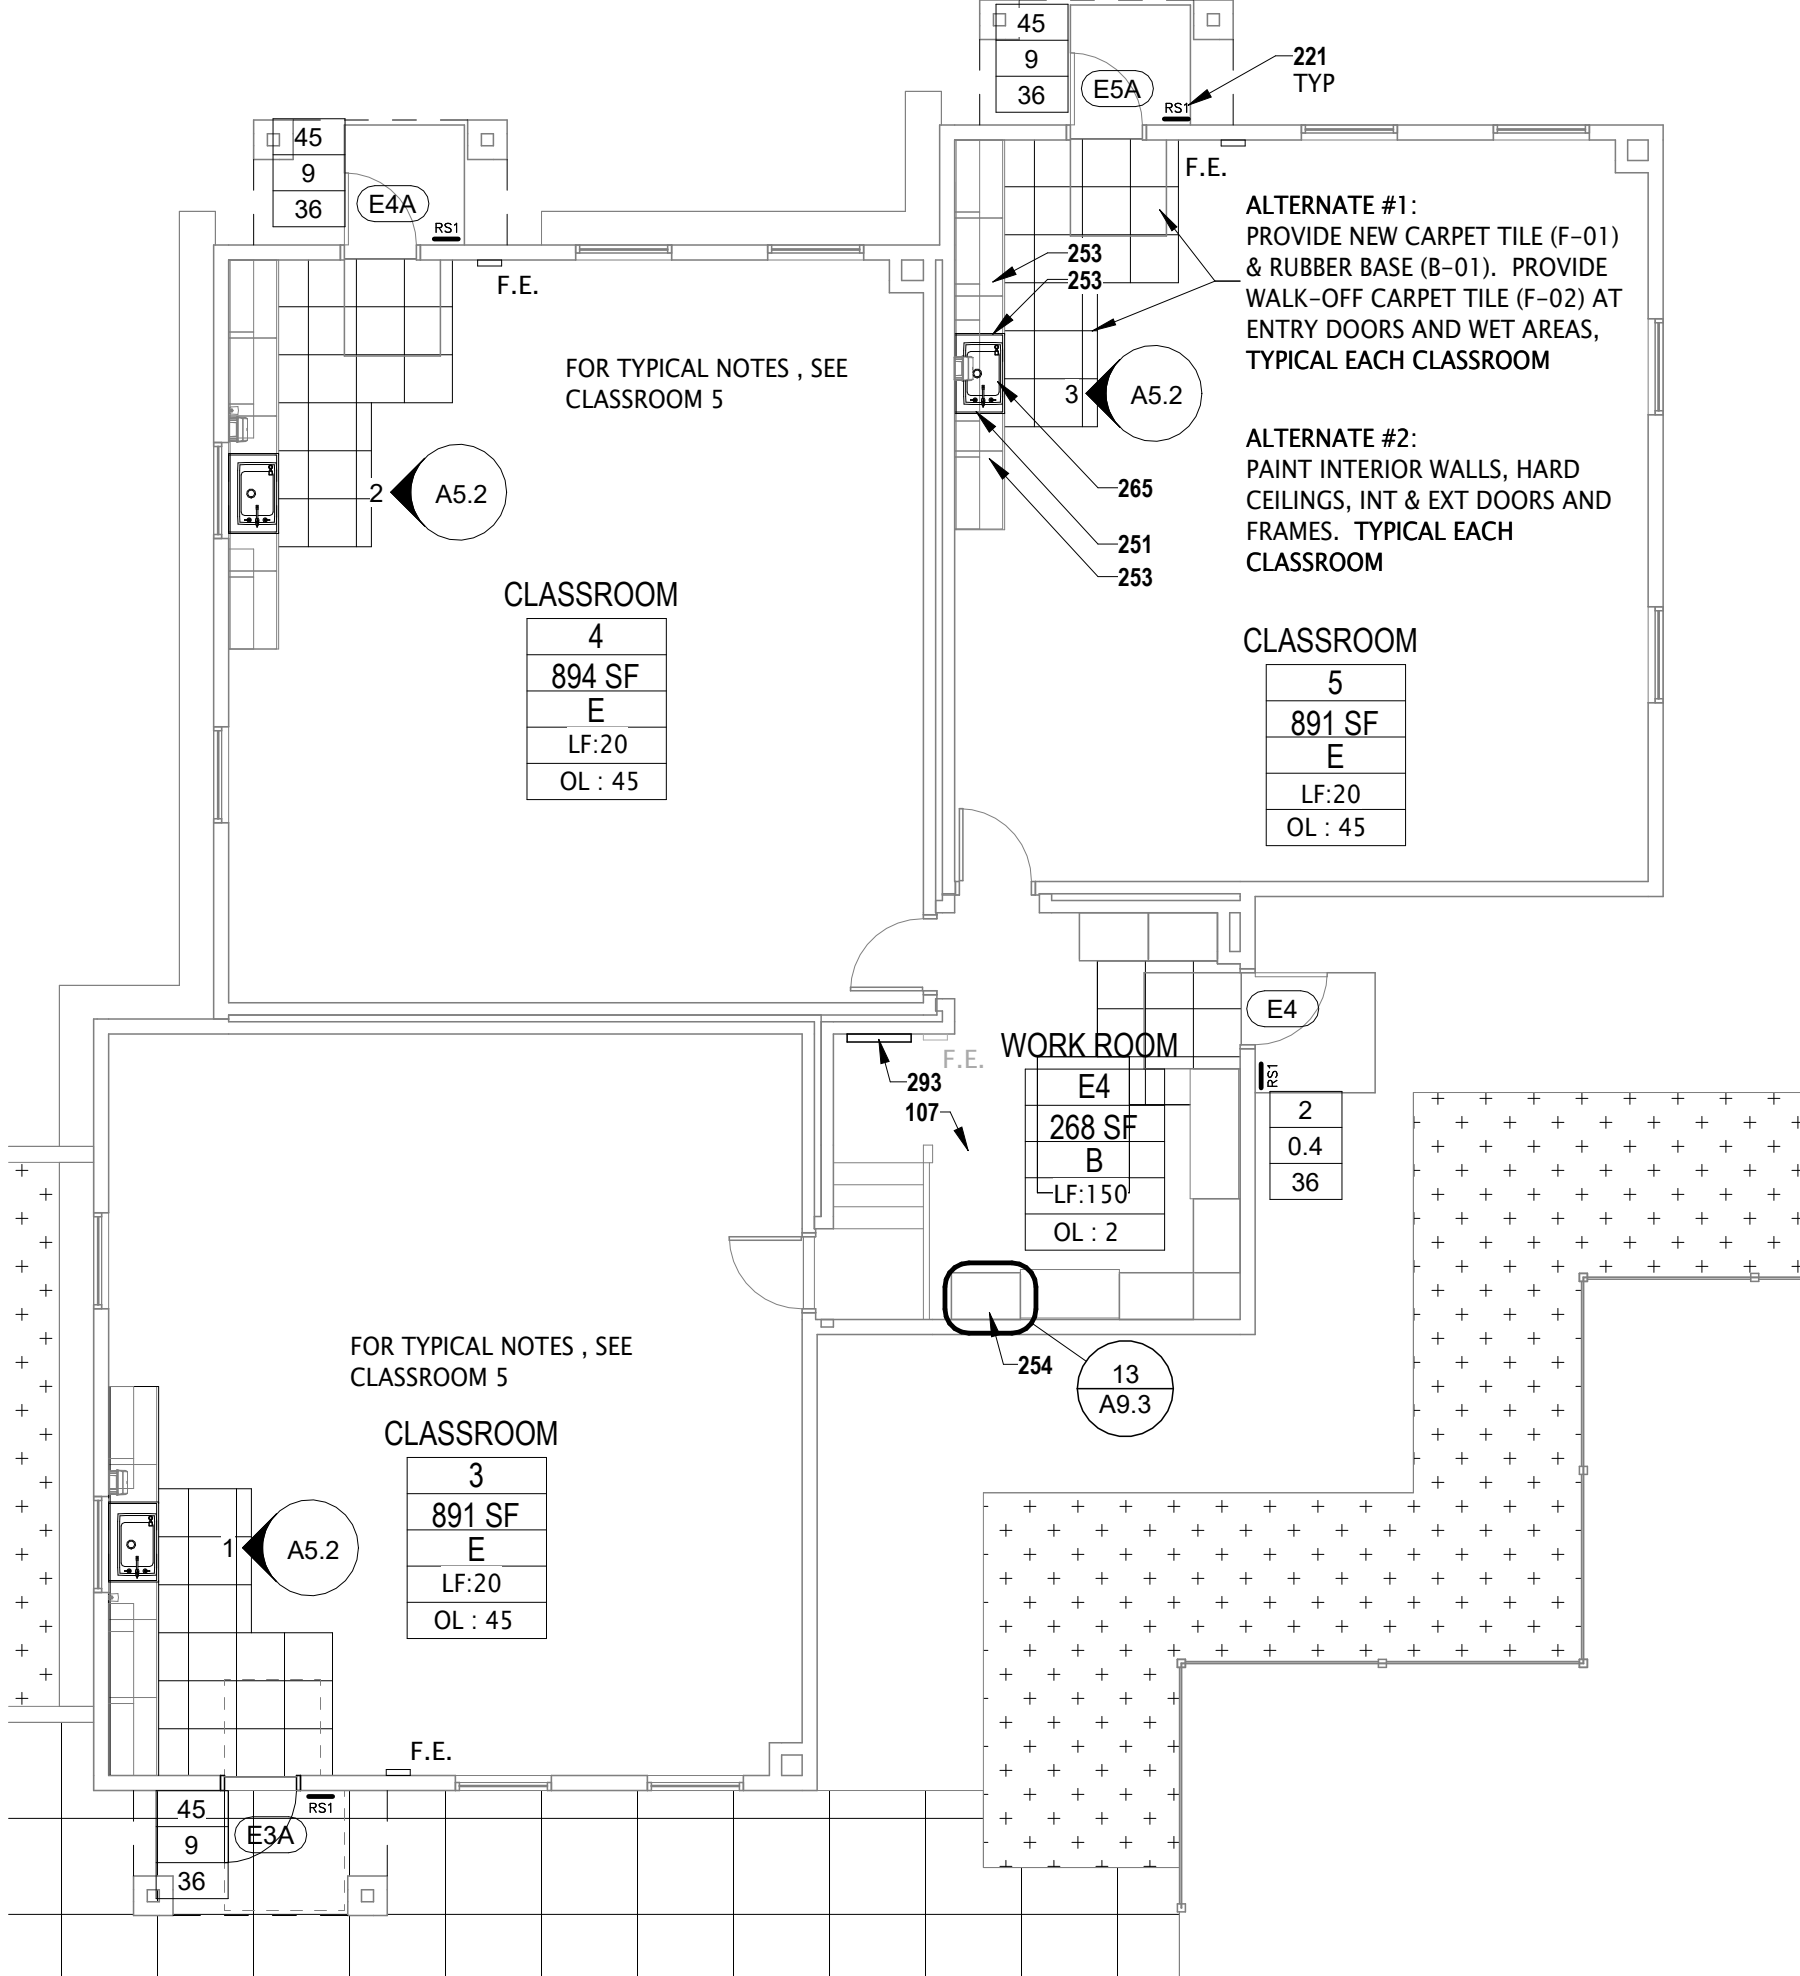 45
9
36
E5A
RS1
221
TYP
F.E.
45
9
36
E4A
RS1
F.E.
253
253
3
A5.2
265
251
253
ALTERNATE #1:
PROVIDE NEW CARPET TILE (F-01)
& RUBBER BASE (B-01). PROVIDE
WALK-OFF CARPET TILE (F-02) AT
ENTRY DOORS AND WET AREAS,
TYPICAL EACH CLASSROOM
ALTERNATE #2:
PAINT INTERIOR WALLS, HARD
CEILINGS, INT & EXT DOORS AND
FRAMES. TYPICAL EACH
CLASSROOM
FOR TYPICAL NOTES , SEE
CLASSROOM 5
2
A5.2
CLASSROOM
4
894 SF
E
LF:20
OL : 45
CLASSROOM
5
891 SF
E
LF:20
OL : 45
E4
RS1
2
0.4
36
F.E.
293
107
WORK ROOM
E4
268 SF
B
LF:150
OL : 2
254
13
A9.3
FOR TYPICAL NOTES , SEE
CLASSROOM 5
CLASSROOM
3
891 SF
E
LF:20
OL : 45
1
A5.2
F.E.
RS1
45
9
36
E3A